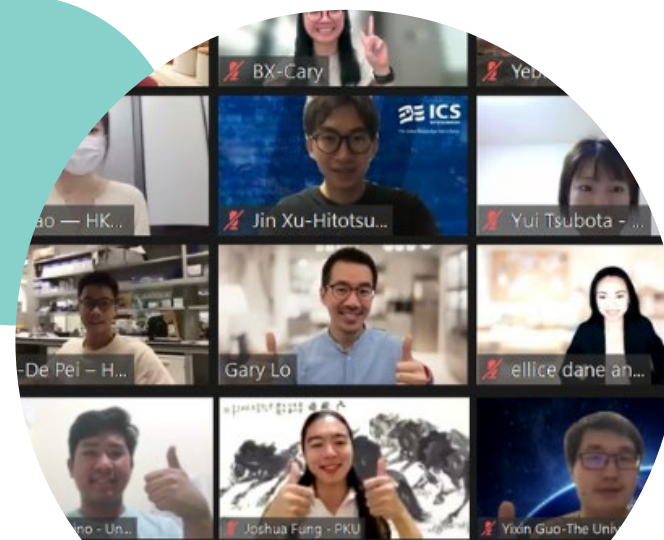 BX-Cary
Yeb
ao — HK...
ICS
Jin Xu-Hitotsu...
Yui Tsubota - ...
-De Pei – H...
Gary Lo
ellice dane an...
ino - Un...
Joshua Fung - PKU
Yixin Guo-The Univ